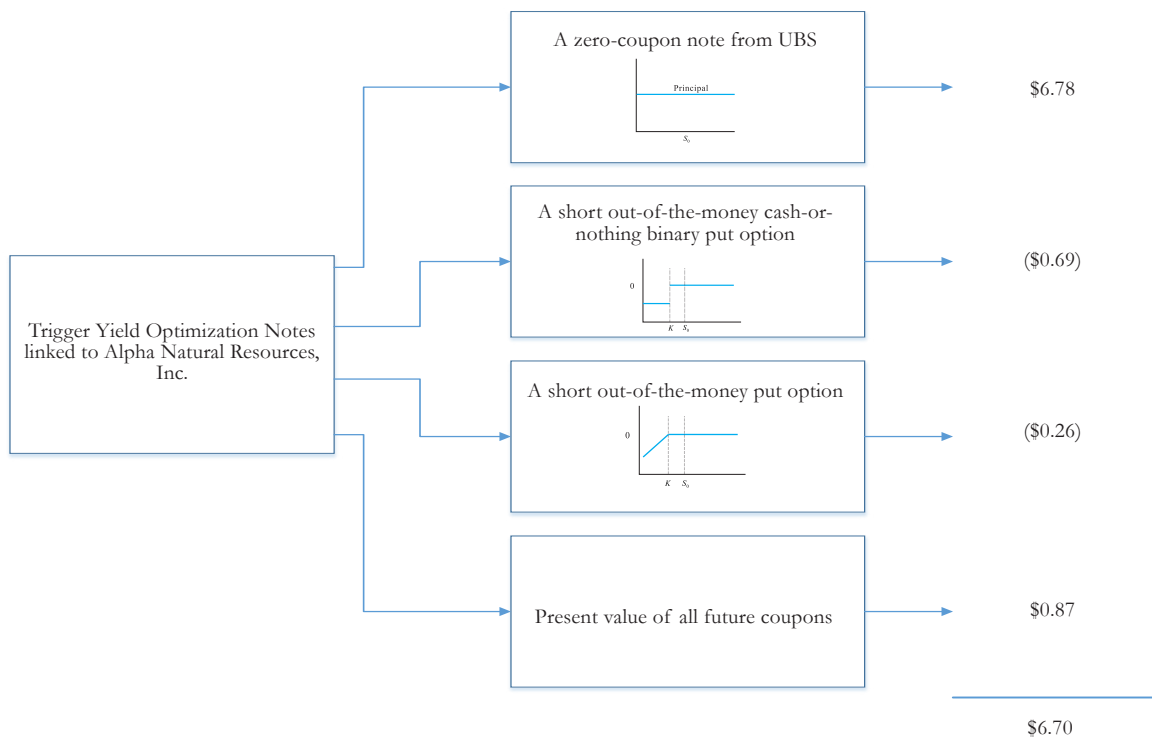 Trigger Yield Optimization Notes
linked to Alpha Natural Resources,
Inc.
A zero-coupon note from UBS
Principal
S₀
$6.78
A short out-of-the-money cash-or-
nothing binary put option
0
K S₀
($0.69)
A short out-of-the-money put option
0
K S₀
($0.26)
Present value of all future coupons
$0.87
$6.70